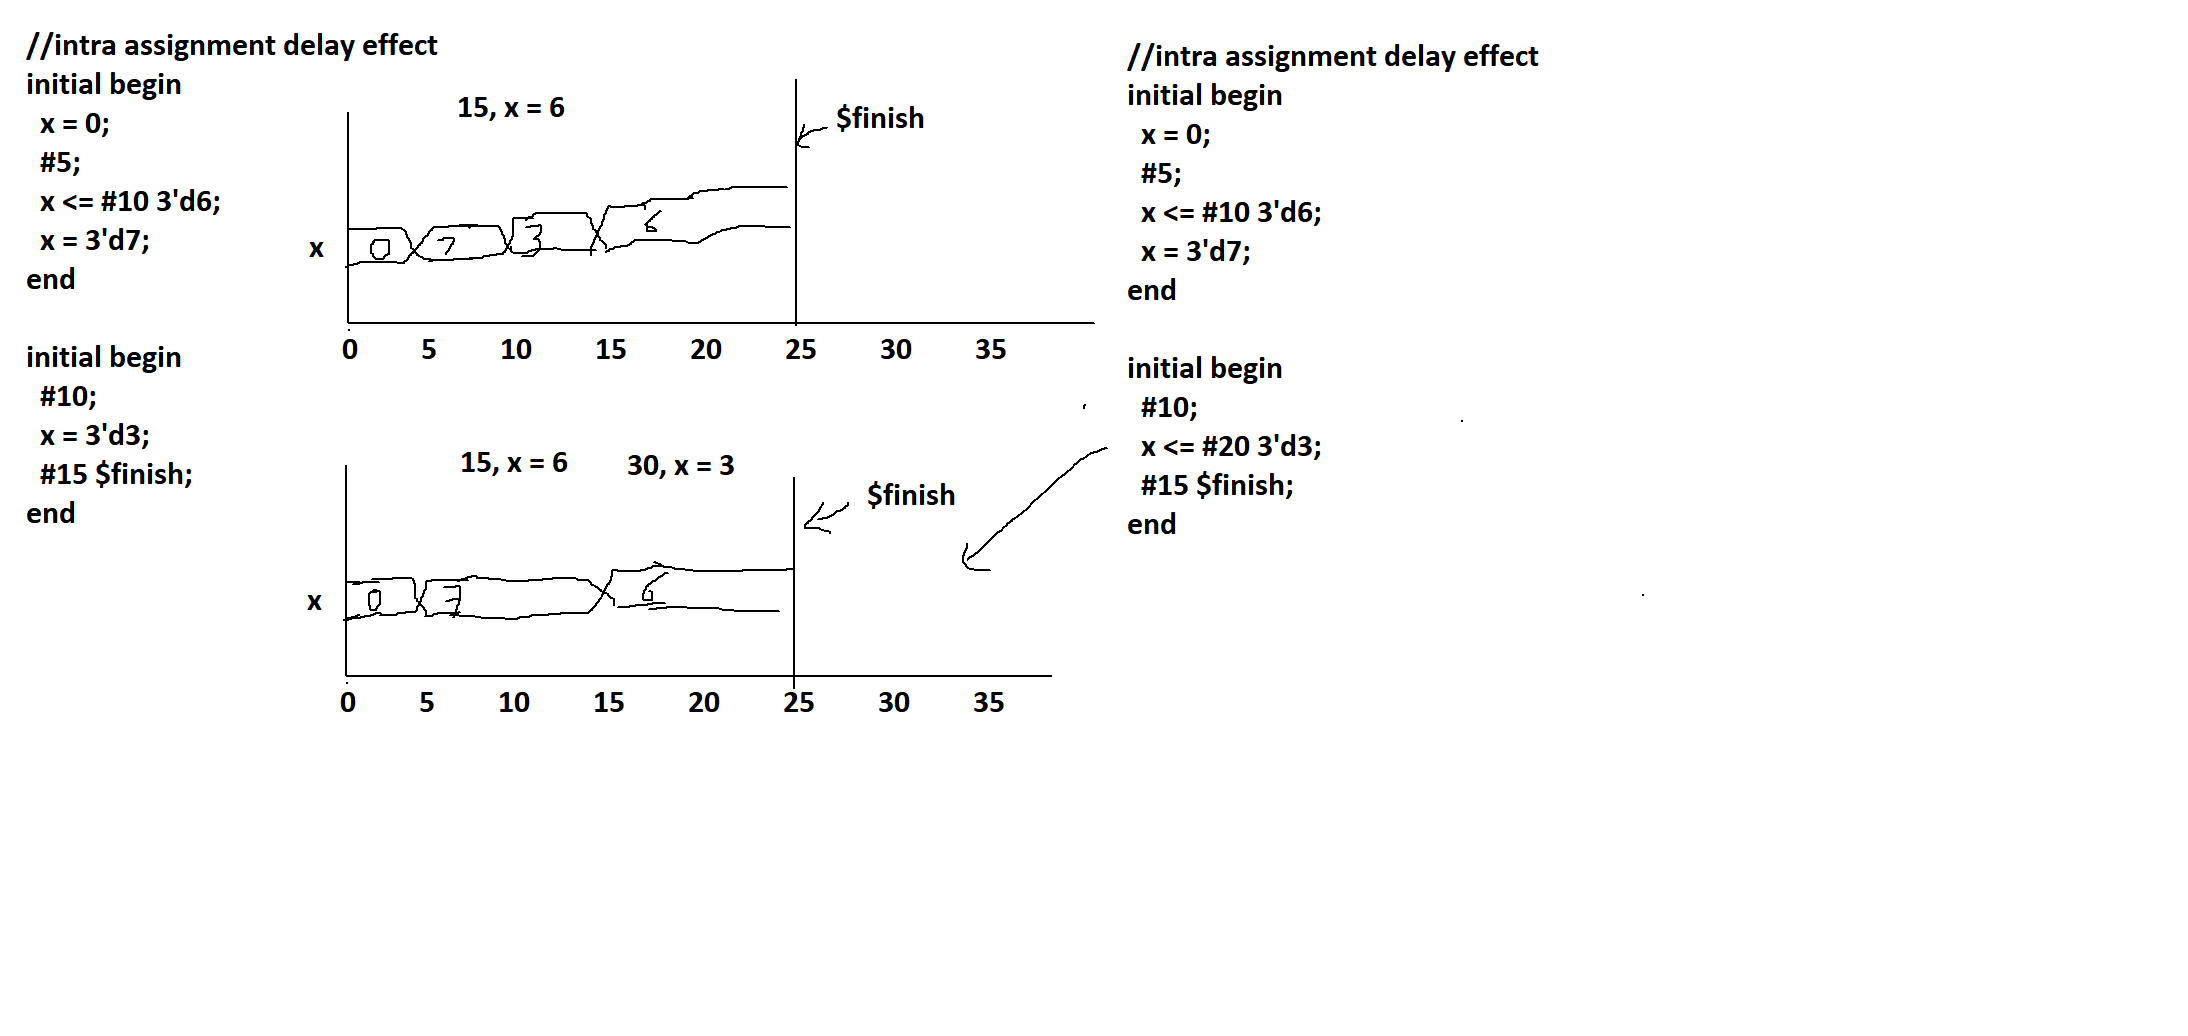 //intra assignment delay effect
initial begin
x = 0;
#5;
x <= #10 3'd6;
x = 3'd7;
end
initial begin
#10;
x = 3'd3;
#15 $finish;
end
15, x = 6
$finish
x
0 7 3 6
0 5 10 15 20 25 30 35
15, x = 6 30, x = 3
$finish
x
0 7 6
0 5 10 15 20 25 30 35
//intra assignment delay effect
initial begin
x = 0;
#5;
x <= #10 3'd6;
x = 3'd7;
end
initial begin
#10;
x <= #20 3'd3;
#15 $finish;
end